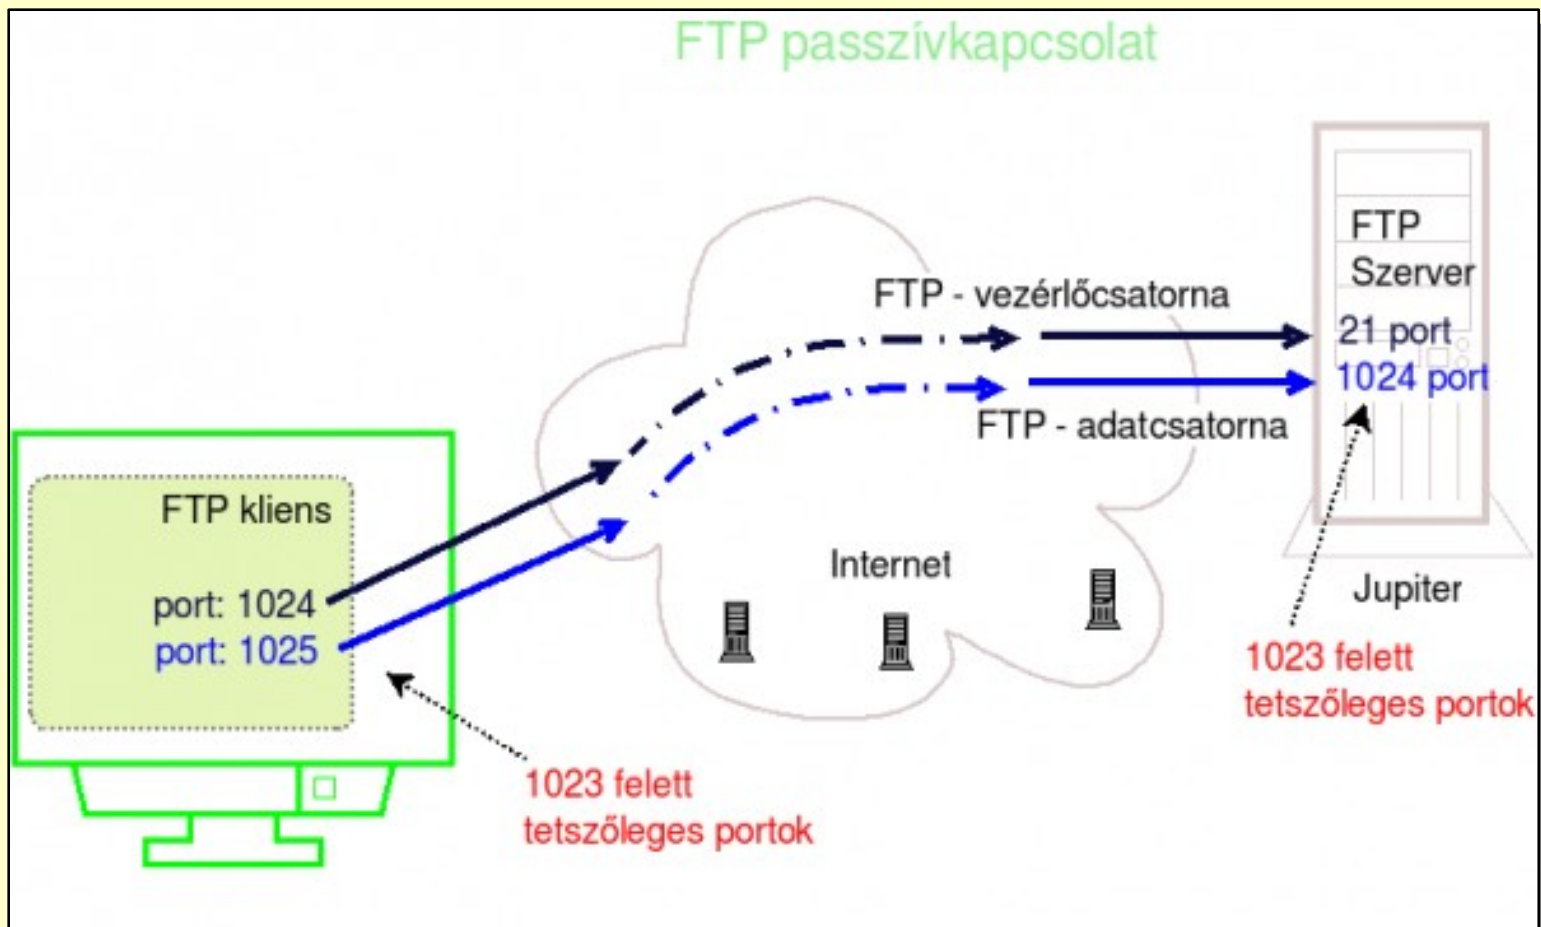 FTP passzívkapcsolat
FTP
Szerver
FTP - vezérlőcsatorna
21 port
1024 port
FTP - adatcsatorna
FTP kliens
port: 1024
port: 1025
Internet
Jupiter
1023 felett
tetszőleges portok
1023 felett
tetszőleges portok